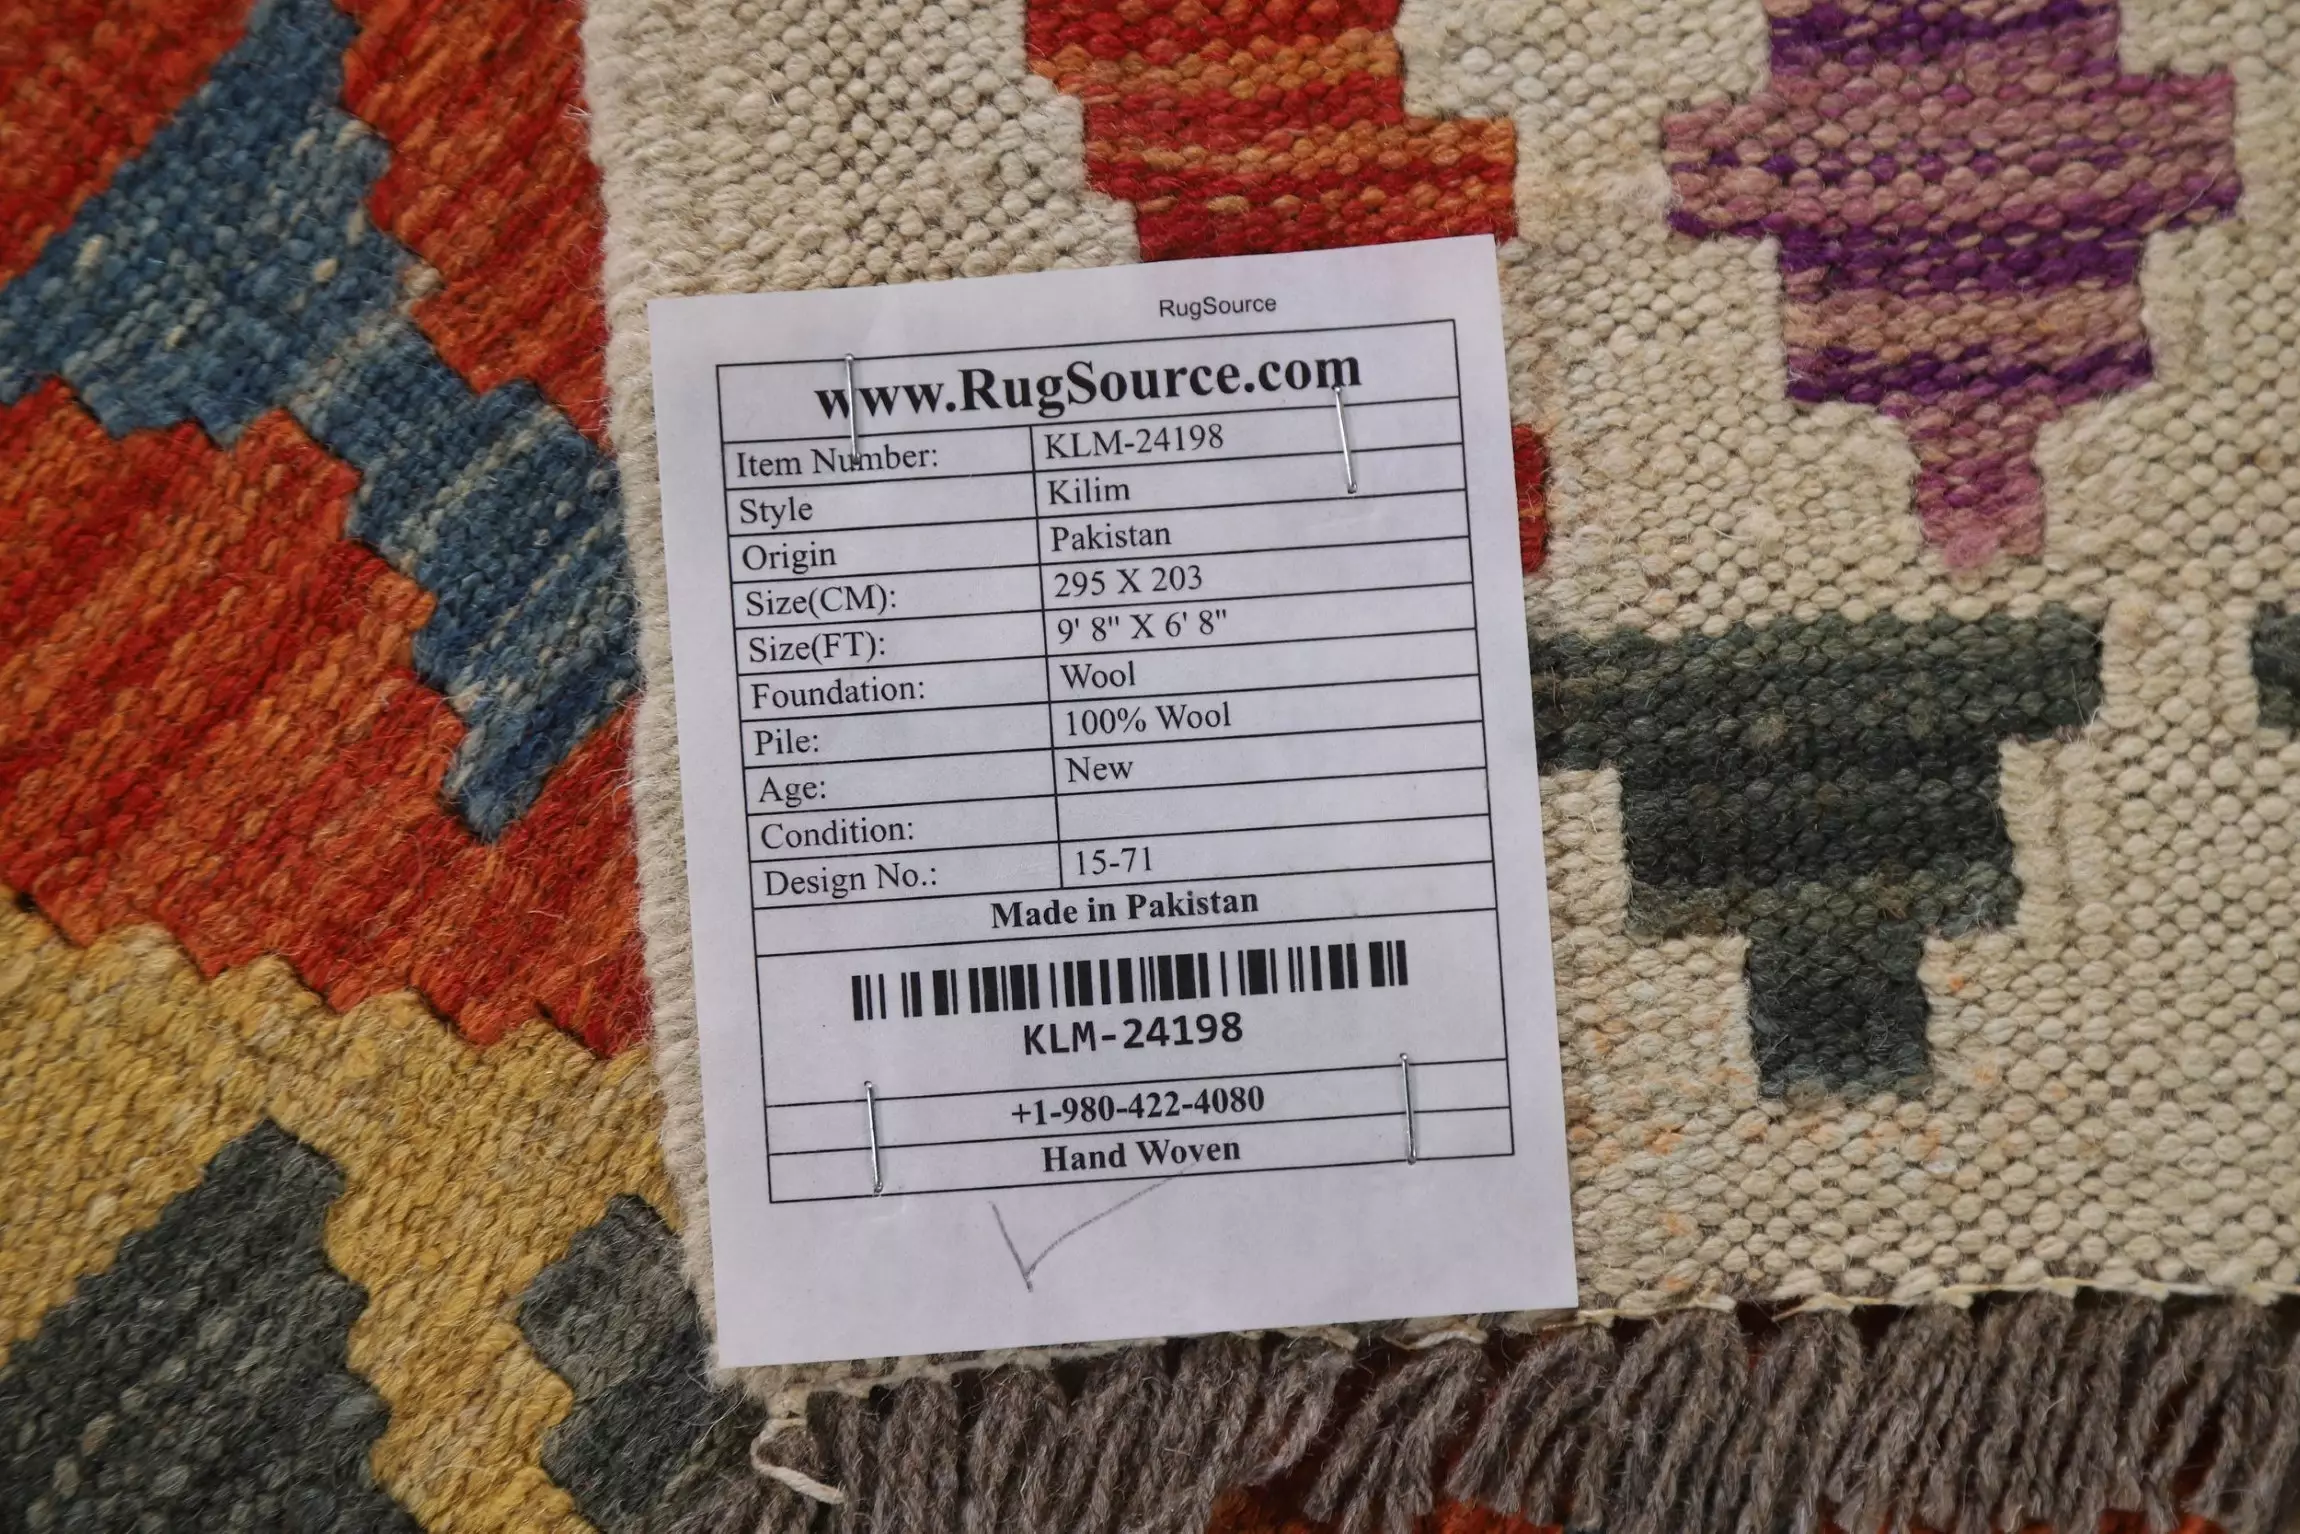 RugSource
www.RugSource.com
Item Number: KLM-24198
Style Kilim
Origin Pakistan
Size(CM): 295 X 203
Size(FT): 9' 8" X 6' 8"
Foundation: Wool
Pile: 100% Wool
Age: New
Condition:
Design No.: 15-71
Made in Pakistan
KLM-24198
+1-980-422-4080
Hand Woven